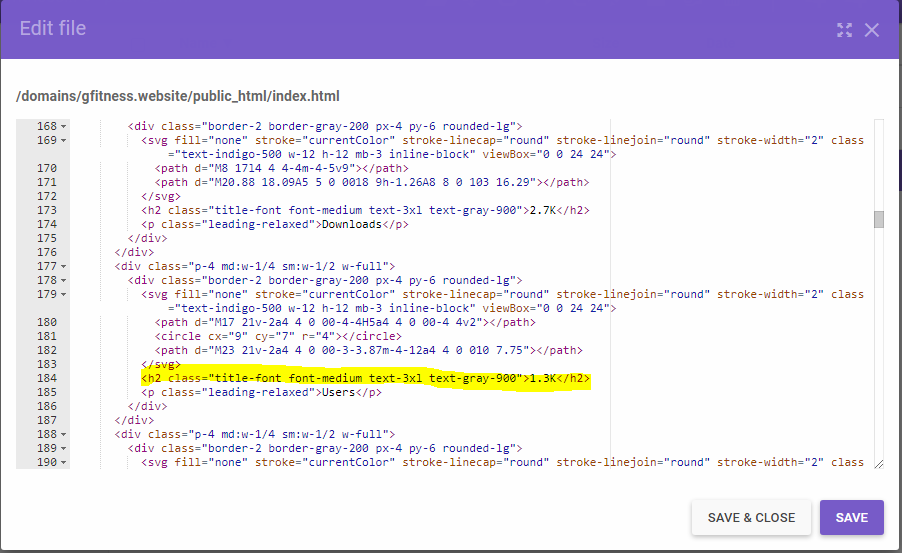 Edit file
/domains/gfitness.website/public_html/index.html
168 <div class="border-2 border-gray-200 px-4 py-6 rounded-lg">
169 <svg fill="none" stroke="currentColor" stroke-linecap="round" stroke-linejoin="round" stroke-width="2" class
="text-indigo-500 w-12 h-12 mb-3 inline-block" viewBox="0 0 24 24">
170 <path d="M8 17l4 4 4-4m-4-5v9"></path>
171 <path d="M20.88 18.09A5 5 0 0018 9h-1.26A8 8 0 103 16.29"></path>
172 </svg>
173 <h2 class="title-font font-medium text-3xl text-gray-900">2.7K</h2>
174 <p class="leading-relaxed">Downloads</p>
175 </div>
176 </div>
177 <div class="p-4 md:w-1/4 sm:w-1/2 w-full">
178 <div class="border-2 border-gray-200 px-4 py-6 rounded-lg">
179 <svg fill="none" stroke="currentColor" stroke-linecap="round" stroke-linejoin="round" stroke-width="2" class
="text-indigo-500 w-12 h-12 mb-3 inline-block" viewBox="0 0 24 24">
180 <path d="M17 21v-2a4 4 0 00-4-4H5a4 4 0 00-4 4v2"></path>
181 <circle cx="9" cy="7" r="4"></circle>
182 <path d="M23 21v-2a4 4 0 00-3-3.87m-4-12a4 4 0 010 7.75"></path>
183 </svg>
184 <h2 class="title-font font-medium text-3xl text-gray-900">1.3K</h2>
185 <p class="leading-relaxed">Users</p>
186 </div>
187 </div>
188 <div class="p-4 md:w-1/4 sm:w-1/2 w-full">
189 <div class="border-2 border-gray-200 px-4 py-6 rounded-lg">
190 <svg fill="none" stroke="currentColor" stroke-linecap="round" stroke-linejoin="round" stroke-width="2" class
SAVE & CLOSE
SAVE